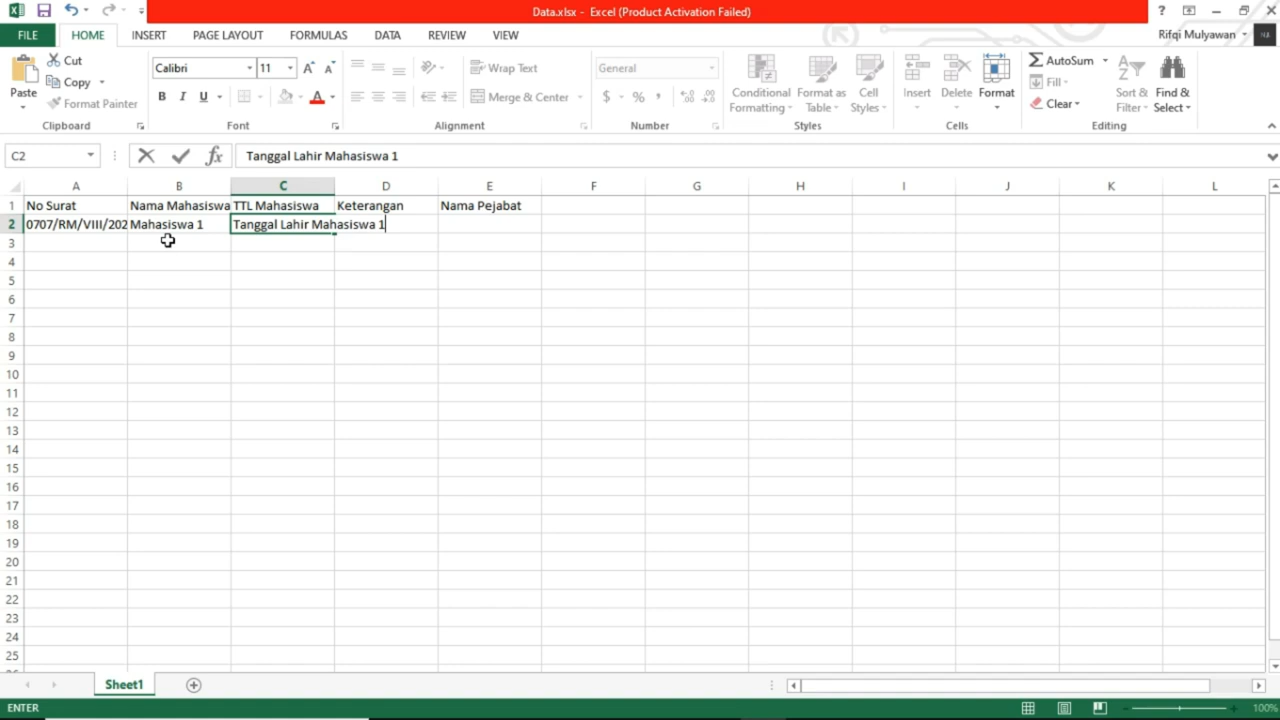 Data.xlsx - Excel (Product Activation Failed)
FILE HOME INSERT PAGE LAYOUT FORMULAS DATA REVIEW VIEW Rifqi Mulyawan
Paste
Cut
Copy
Format Painter
Clipboard
Calibri 11
B I U
Font
Wrap Text
Merge & Center
Alignment
General
$ % ,
Number
Conditional Formatting
Format as Table
Cell Styles
Styles
Insert Delete Format
Cells
AutoSum
Fill
Clear
Sort & Filter
Find & Select
Editing
C2 fx Tanggal Lahir Mahasiswa 1
A B C D E F G H I J K L
1 No Surat Nama Mahasiswa TTL Mahasiswa Keterangan Nama Pejabat
2 0707/RM/VIII/202 Mahasiswa 1 Tanggal Lahir Mahasiswa 1
3
4
5
6
7
8
9
10
11
12
13
14
15
16
17
18
19
20
21
22
23
24
25
Sheet1
ENTER 100%